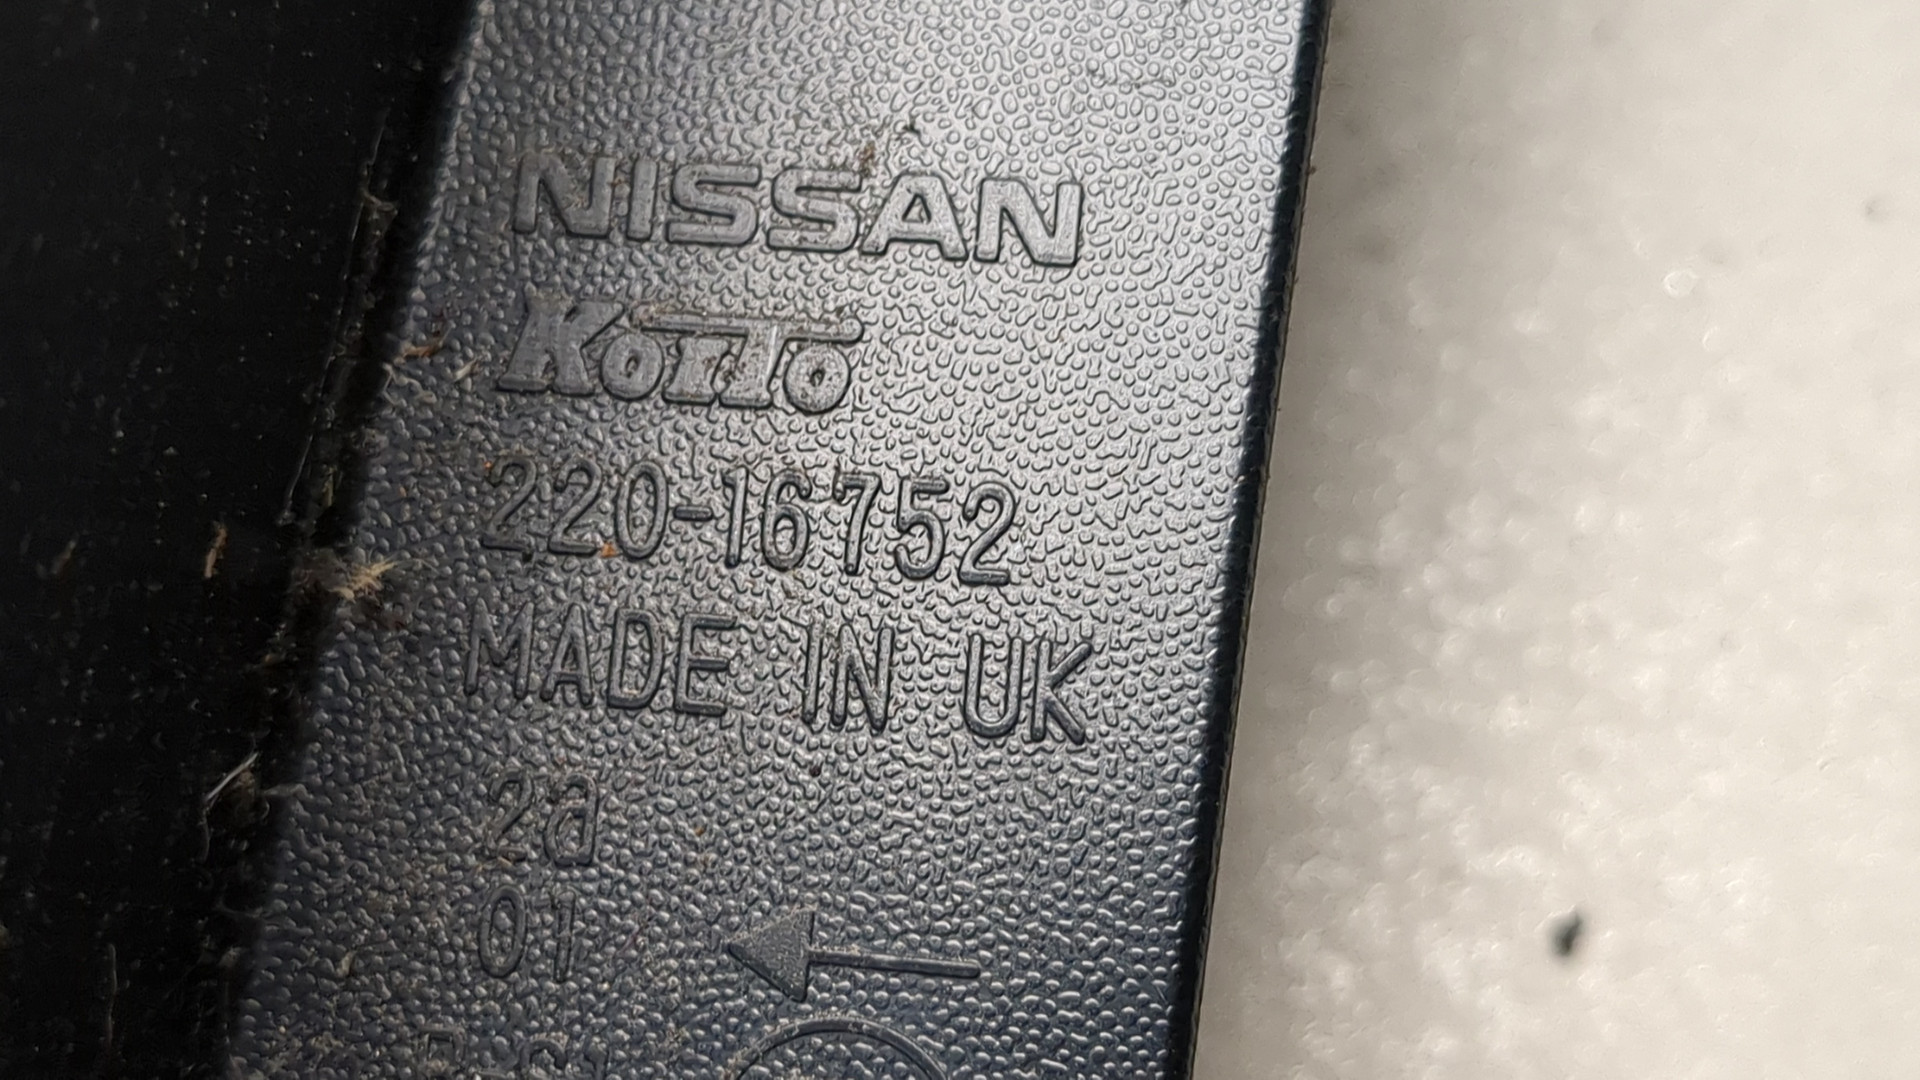 NISSAN
KOITO
220-16752
MADE IN UK
2a
01